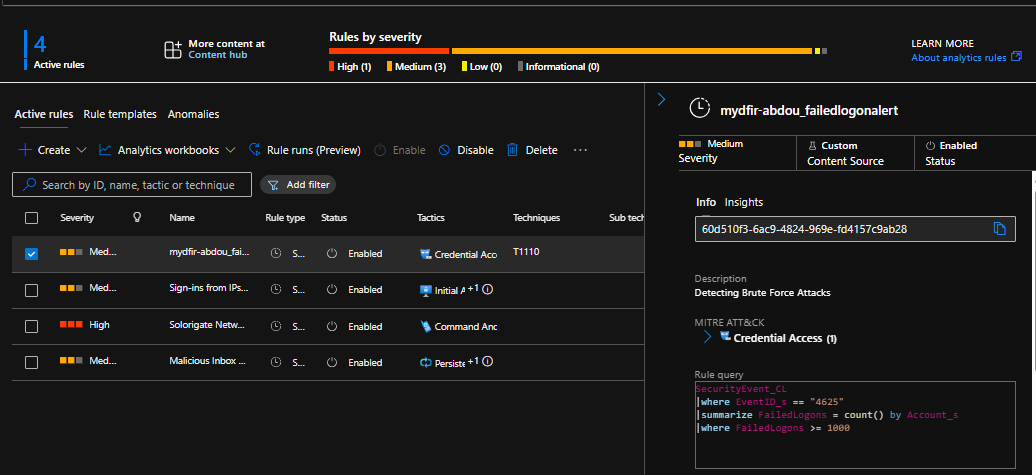 4
Active rules
More content at
Content hub
Rules by severity
High (1) Medium (3) Low (0) Informational (0)
LEARN MORE
About analytics rules
Active rules Rule templates Anomalies
Create Analytics workbooks Rule runs (Preview) Enable Disable Delete ...
Search by ID, name, tactic or technique Add filter
Severity Name Rule type Status Tactics Techniques Sub tech
Med... mydfir-abdou_fai... S... Enabled Credential Acc T1110
Med... Sign-ins from IPs... S... Enabled Initial A +1
High Solorigate Netw... S... Enabled Command And
Med... Malicious Inbox ... S... Enabled Persiste +1
mydfir-abdou_failedlogonalert
Medium
Severity
Custom
Content Source
Enabled
Status
Info Insights
60d510f3-6ac9-4824-969e-fd4157c9ab28
Description
Detecting Brute Force Attacks
MITRE ATT&CK
Credential Access (1)
Rule query
SecurityEvent_CL
|where EventID_s == "4625"
|summarize FailedLogons = count() by Account_s
|where FailedLogons >= 1000